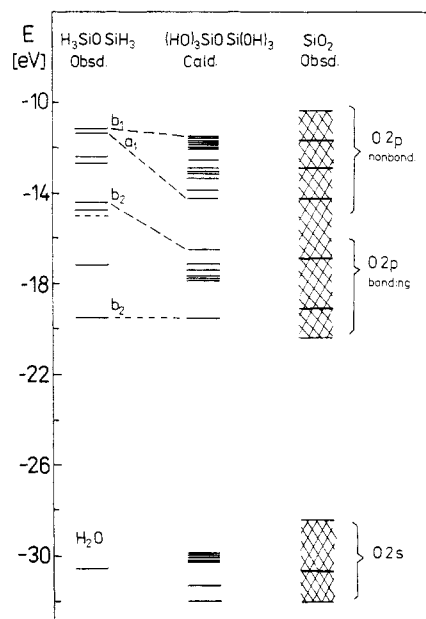 E
[eV]
H₃SiO SiH₃
Obsd.
(HO)₃SiO Si(OH)₃
Calcd.
SiO₂
Obsd.
-10
-14
-18
-22
-26
-30
b₁
a₁
b₂
b₂
H₂O
O 2p
nonbond.
O 2p
bonding
O 2s